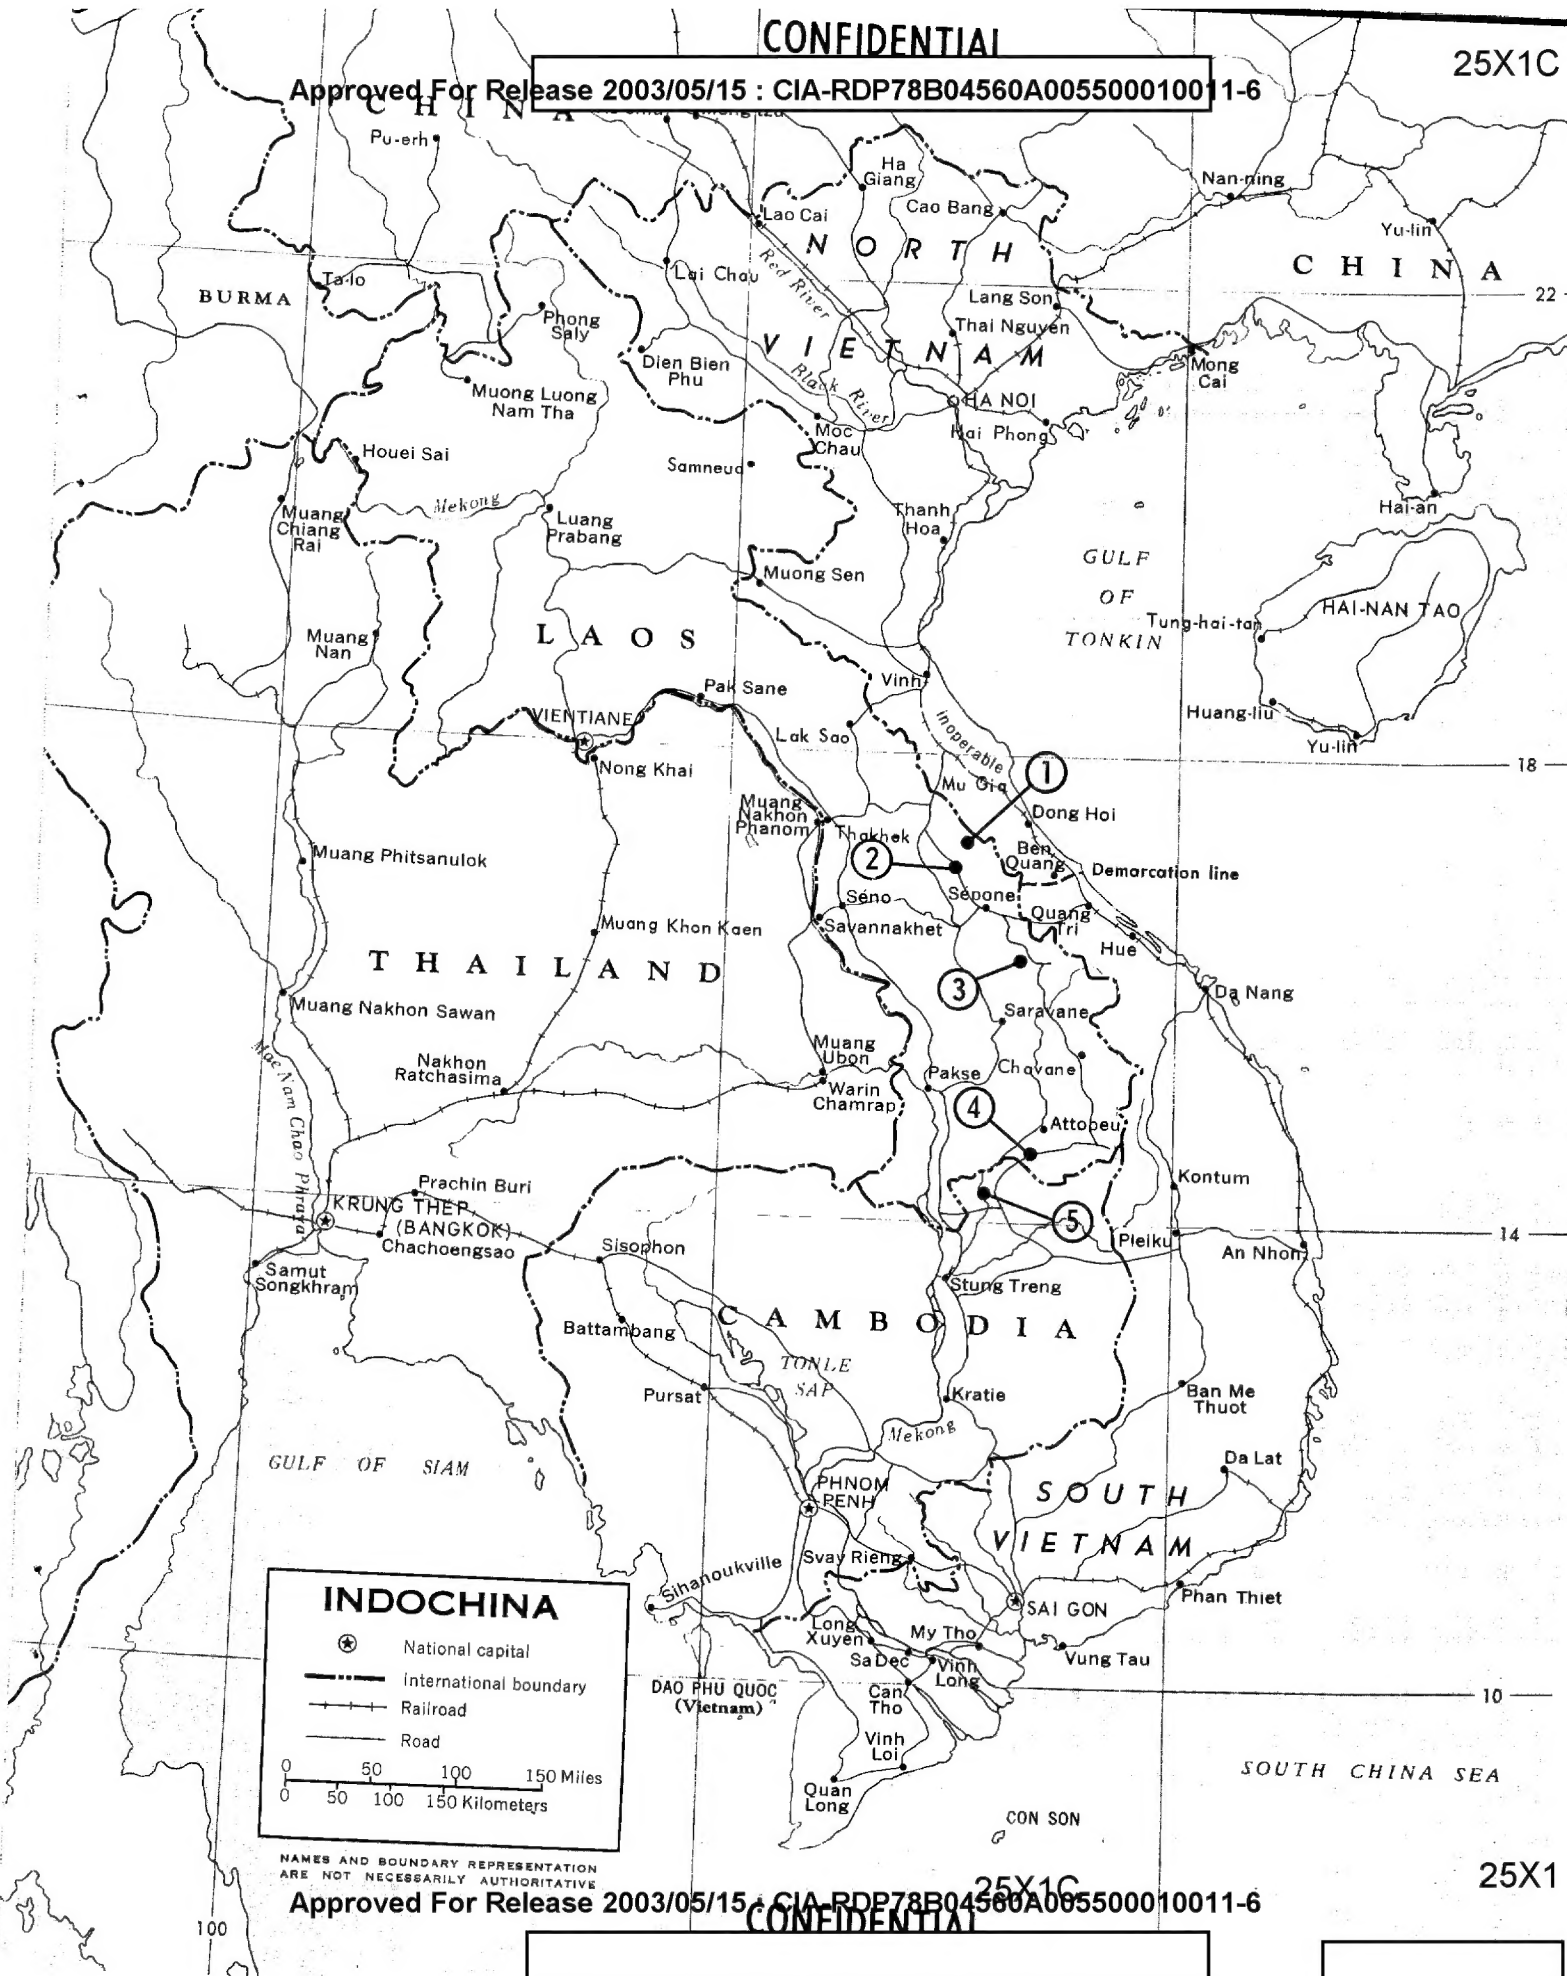 CONFIDENTIAL
25X1C
Approved For Release 2003/05/15 : CIA-RDP78B04560A005500010011-6
CHINA
Pu-erh
Ha
Giang
Nan-ning
Cao Bang
Lao Cai
Yu-lin
NORTH
CHINA
Red River
Ta-lo
Lai Chau
BURMA
Lang Son
22
Phong
Saly
Thai Nguyen
VIETNAM
Dien Bien
Phu
Mong
Cai
Black River
Muong Luong
Nam Tha
HA NOI
Moc
Chau
Hai Phong
Houei Sai
Samneua
Mekong
Muang
Chiang
Rai
Luang
Prabang
Thanh
Hoa
Hai-an
GULF
OF
TONKIN
Muong Sen
HAI-NAN TAO
Tung-hai-tan
Muang
Nan
LAOS
Vinh
Pak Sane
VIENTIANE
Lak Sao
inoperable
Huang-liu
Yu-lin
Nong Khai
18
1
Mu Gia
Muang
Nakhon
Phanom
Thakhek
Dong Hoi
2
Ben
Quang
Demarcation line
Muang Phitsanulok
Séno
Sépone
Quang
Tri
Muang Khon Kaen
Savannakhet
Hue
THAILAND
3
Da Nang
Muang Nakhon Sawan
Saravane
Mae Nam Chao Phraya
Muang
Ubon
Nakhon
Ratchasima
Pakse
Chavane
Warin
Chamrap
4
Attopeu
Prachin Buri
Kontum
KRUNG THEP
(BANGKOK)
5
Chachoengsao
Sisophon
Pleiku
14
An Nhon
Samut
Songkhram
Stung Treng
CAMBODIA
Battambang
TONLE
SAP
Pursat
Kratie
Ban Me
Thuot
Mekong
GULF OF SIAM
Da Lat
PHNOM
PENH
SOUTH
VIETNAM
Svay Rieng
Sihanoukville
Phan Thiet
INDOCHINA
SAIGON
National capital
Long
Xuyen
My Tho
Sa Dec
Vinh
Long
Vung Tau
International boundary
DAO PHU QUOC
(Vietnam)
Can
Tho
10
Railroad
Road
Vinh
Loi
0 50 100 150 Miles
0 50 100 150 Kilometers
SOUTH CHINA SEA
Quan
Long
CON SON
NAMES AND BOUNDARY REPRESENTATION
ARE NOT NECESSARILY AUTHORITATIVE
25X1C
25X1
Approved For Release 2003/05/15 : CIA-RDP78B04560A005500010011-6
CONFIDENTIAL
100